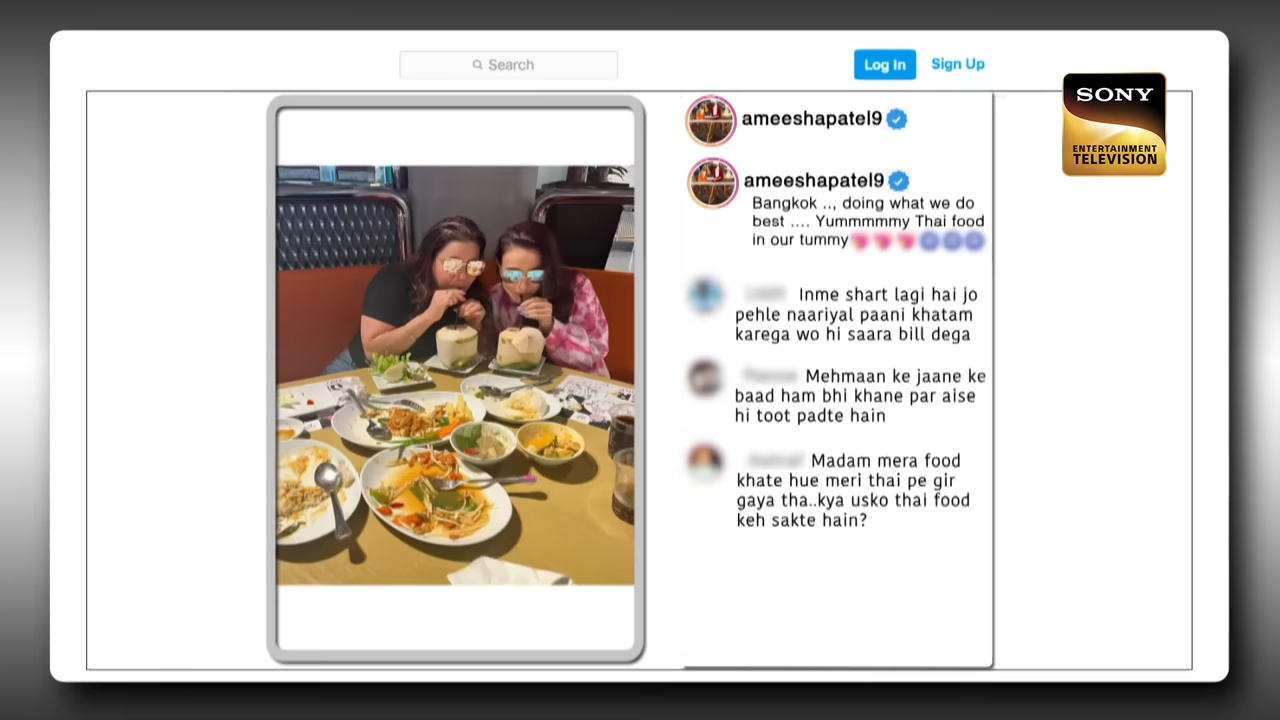 Search
Log In
Sign Up
SONY
ENTERTAINMENT
TELEVISION
ameeshapatel9
ameeshapatel9
Bangkok .., doing what we do
best .... Yummmmmy Thai food
in our tummy
Inme shart lagi hai jo
pehle naariyal paani khatam
karega wo hi saara bill dega
Mehmaan ke jaane ke
baad ham bhi khane par aise
hi toot padte hain
Madam mera food
khate hue meri thai pe gir
gaya tha..kya usko thai food
keh sakte hain?